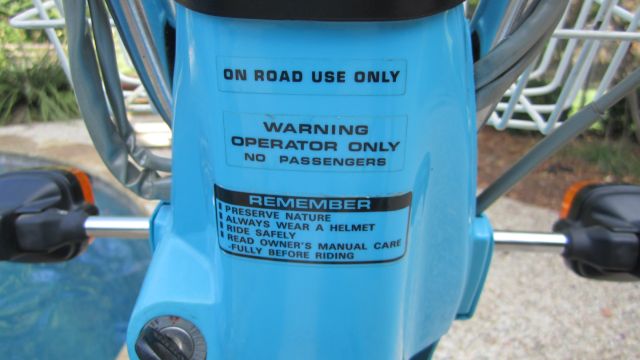 ON ROAD USE ONLY
WARNING
OPERATOR ONLY
NO PASSENGERS
REMEMBER
PRESERVE NATURE
ALWAYS WEAR A HELMET
RIDE SAFELY
READ OWNER'S MANUAL CARE
-FULLY BEFORE RIDING